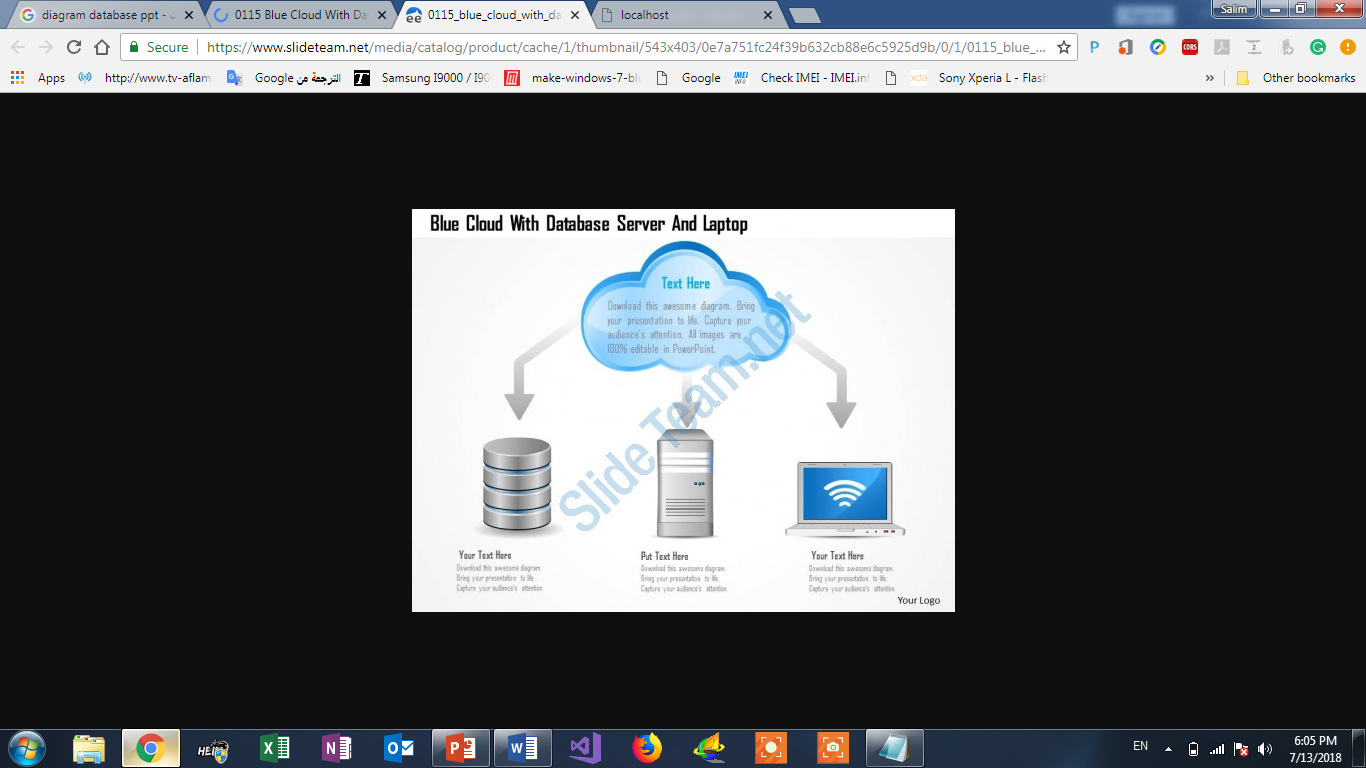 diagram database ppt - d
0115 Blue Cloud With Da
0115_blue_cloud_with_da
localhost
Salim
Secure
https://www.slideteam.net/media/catalog/product/cache/1/thumbnail/543x403/0e7a751fc24f39b632cb88e6c5925d9b/0/1/0115_blue_...
Apps
http://www.tv-aflam
Google الترجمة من
Samsung I9000 / I90
make-windows-7-blu
Google
Check IMEI - IMEI.inf
Sony Xperia L - Flash
»
Other bookmarks
Blue Cloud With Database Server And Laptop
Text Here
Download this awesome diagram. Bring
your presentation to life. Capture your
audience's attention. All images are
100% editable in PowerPoint.
Slide Team.net
Your Text Here
Download this awesome diagram
Bring your presentation to life.
Capture your audience's attention.
Put Text Here
Download this awesome diagram.
Bring your presentation to life.
Capture your audience's attention.
Your Text Here
Download this awesome diagram.
Bring your presentation to life.
Capture your audience's attention.
Your Logo
EN
6:05 PM
7/13/2018